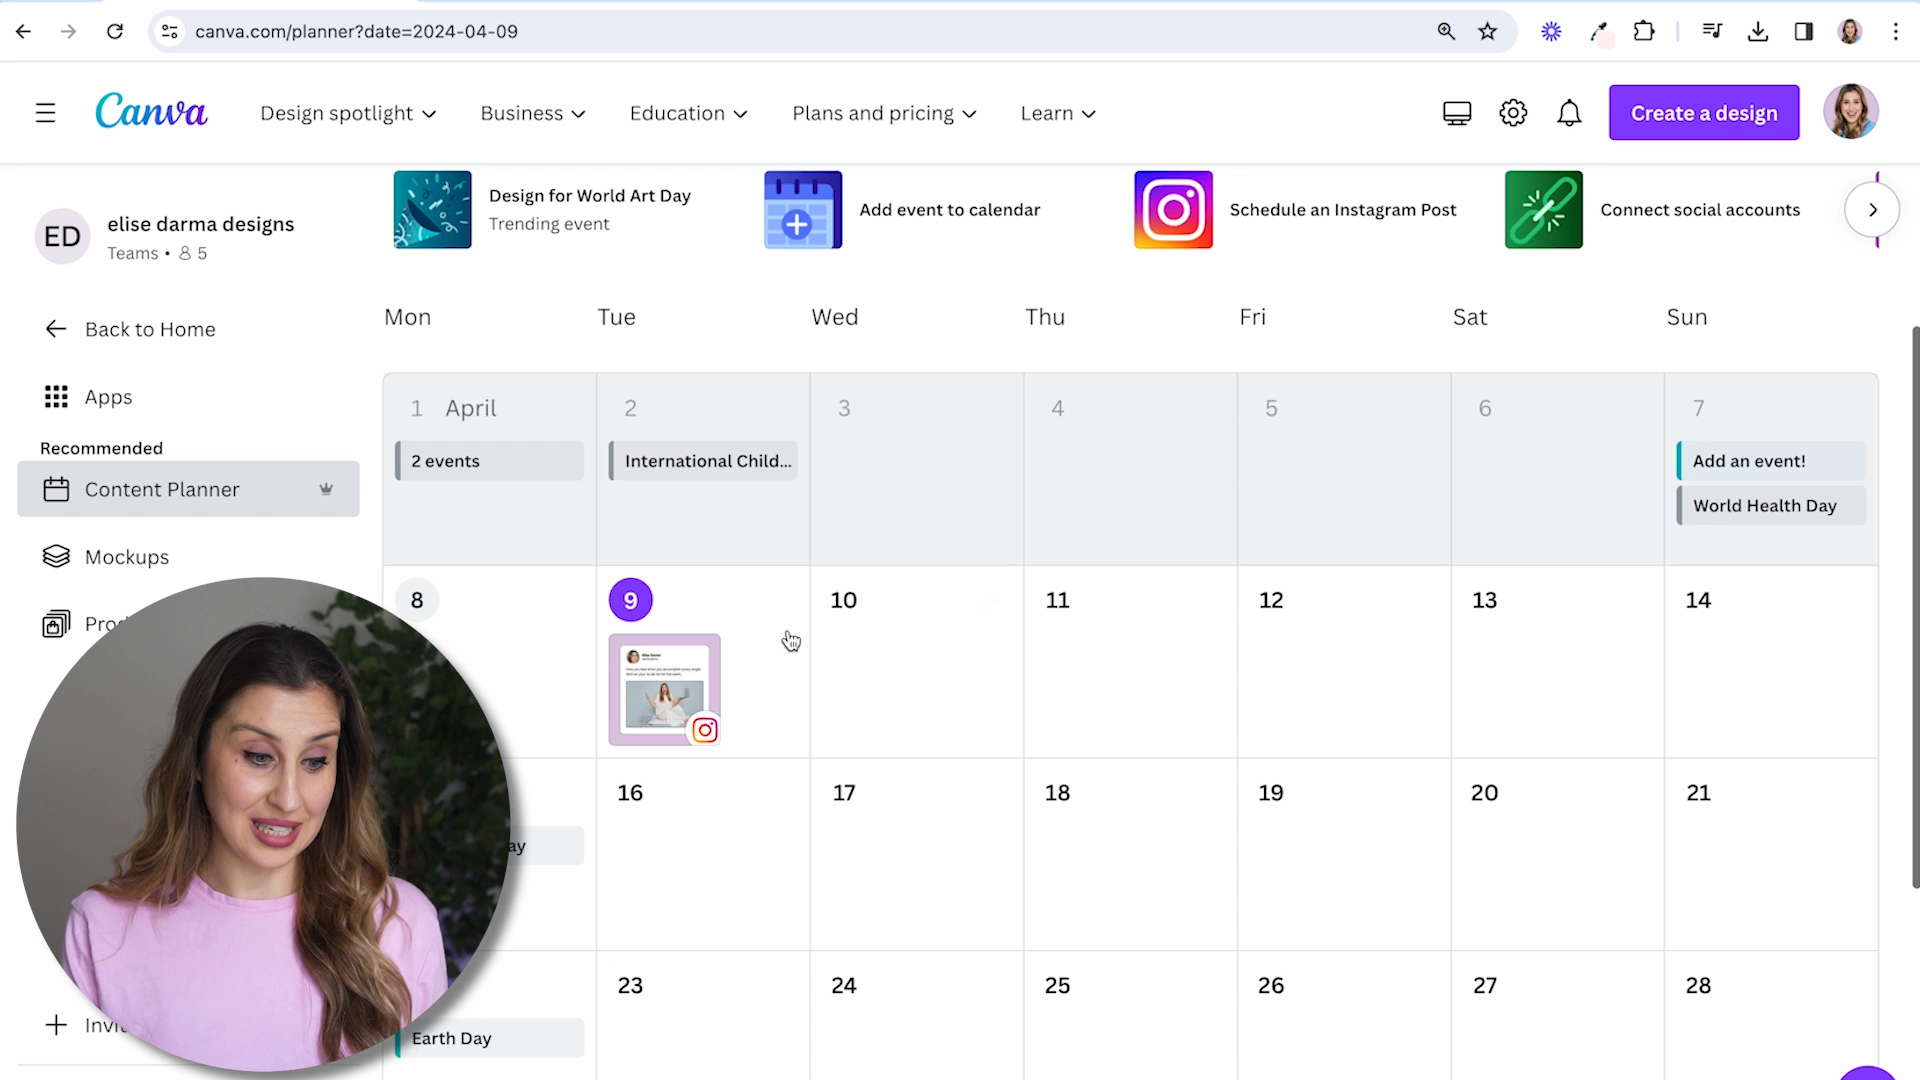 canva.com/planner?date=2024-04-09
Canva
Design spotlight
Business
Education
Plans and pricing
Learn
Create a design
ED
elise darma designs
Teams • 5
Design for World Art Day
Trending event
Add event to calendar
Schedule an Instagram Post
Connect social accounts
Back to Home
Apps
Recommended
Content Planner
Mockups
Mon Tue Wed Thu Fri Sat Sun
1 April 2 3 4 5 6 7
2 events
International Child...
Add an event!
World Health Day
8 9 10 11 12 13 14
16 17 18 19 20 21
ay
23 24 25 26 27 28
Earth Day